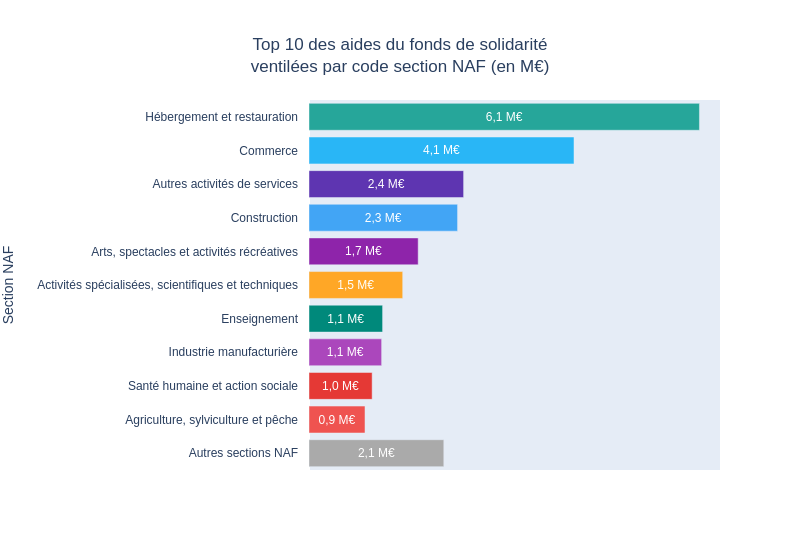 Top 10 des aides du fonds de solidarité
ventilées par code section NAF (en M€)
Section NAF
Hébergement et restauration 6,1 M€
Commerce 4,1 M€
Autres activités de services 2,4 M€
Construction 2,3 M€
Arts, spectacles et activités récréatives 1,7 M€
Activités spécialisées, scientifiques et techniques 1,5 M€
Enseignement 1,1 M€
Industrie manufacturière 1,1 M€
Santé humaine et action sociale 1,0 M€
Agriculture, sylviculture et pêche 0,9 M€
Autres sections NAF 2,1 M€